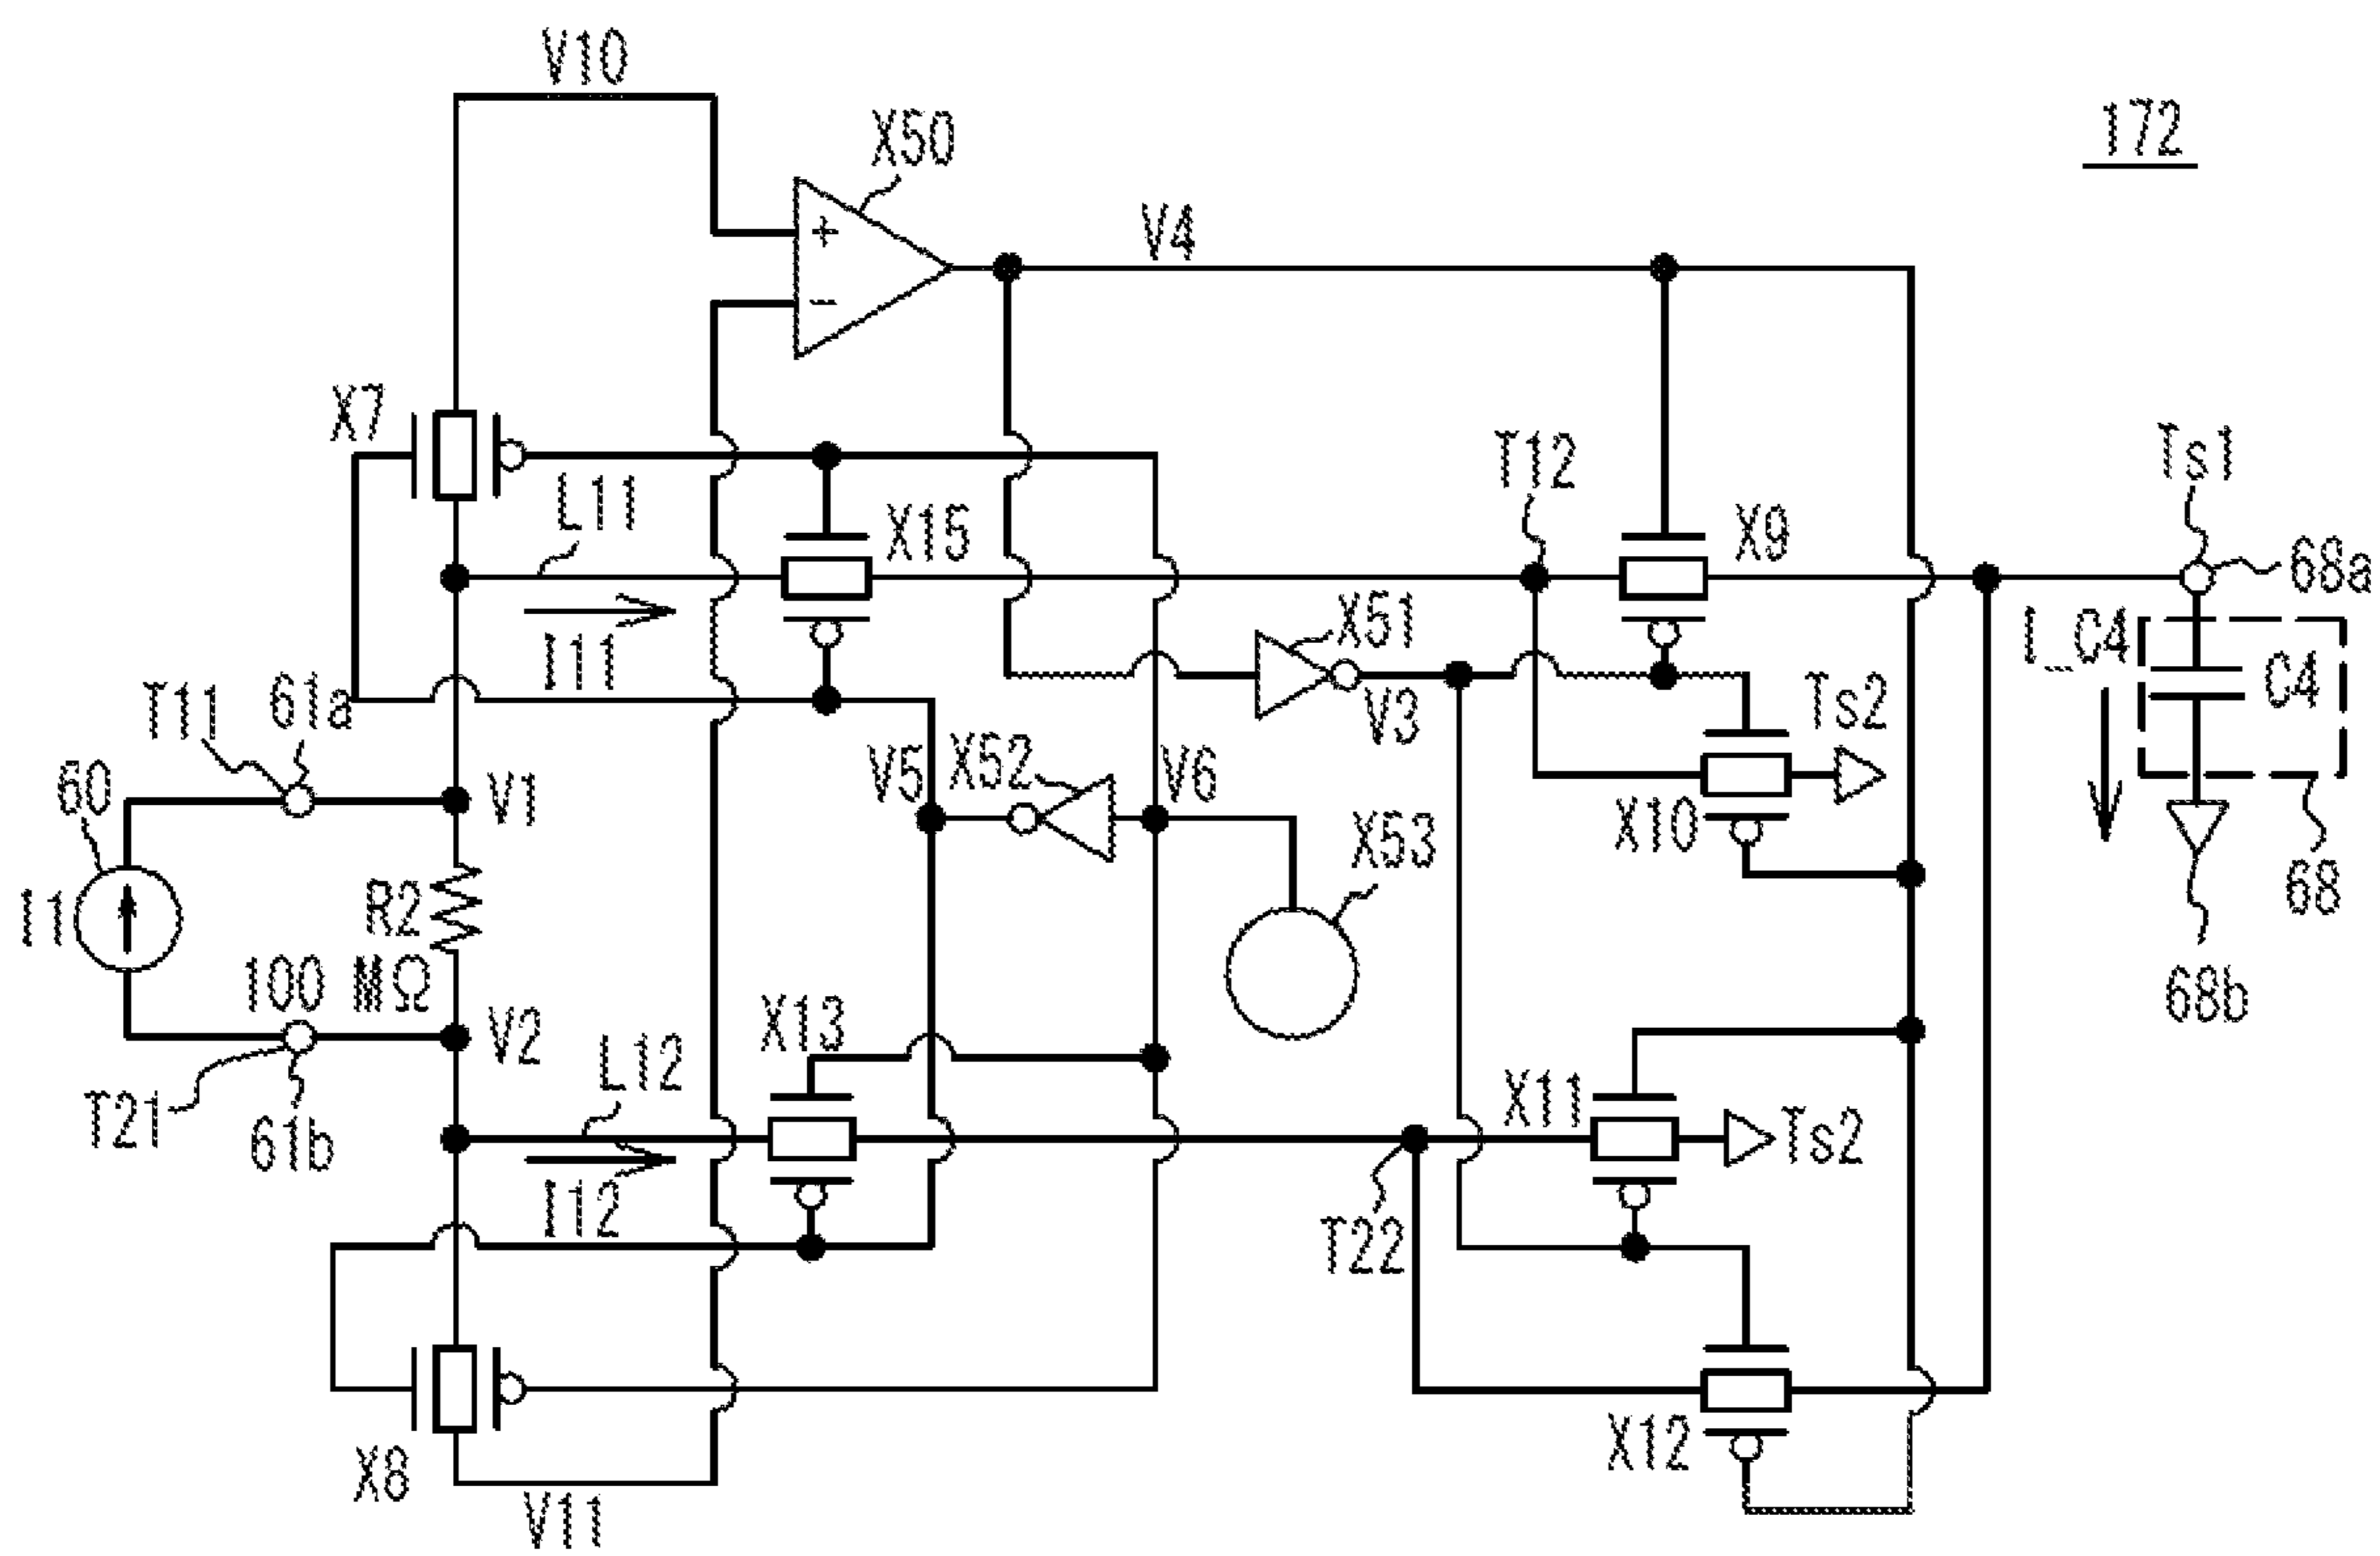 V10
X50
172
+
V4
−
X7
T12
Ts1
L11
X15
X9
68a
I11
X51
I_C4
C4
T11
61a
V3
Ts2
60
V1
V5
X52
V6
X10
X53
68
I1
R2
100 MΩ
68b
X13
V2
L12
T21
61b
X11
Ts2
I12
T22
X12
X8
V11